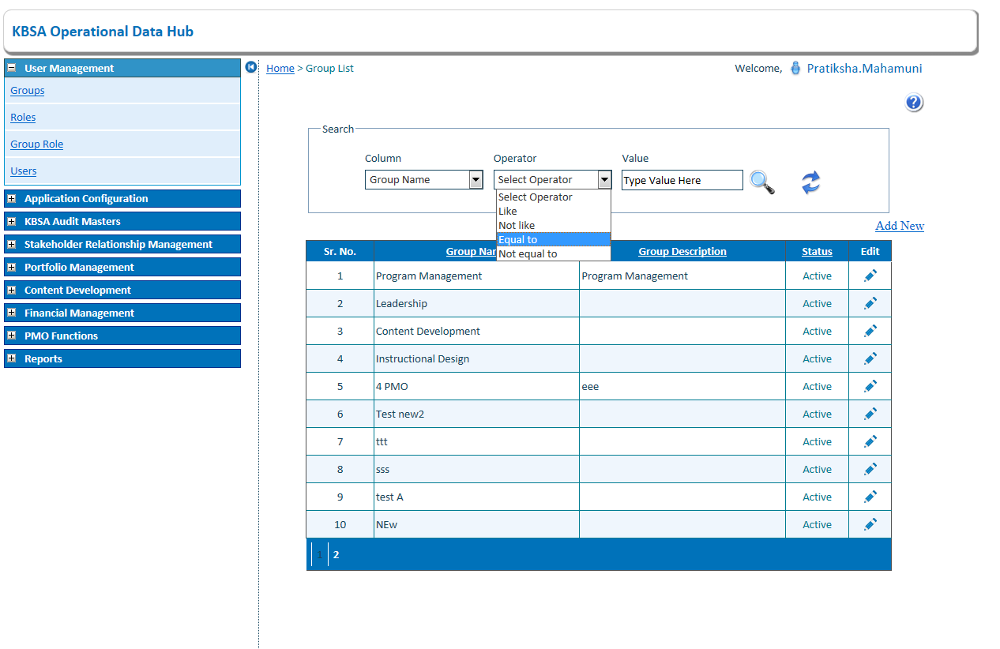 KBSA Operational Data Hub
User Management
Groups
Roles
Group Role
Users
Application Configuration
KBSA Audit Masters
Stakeholder Relationship Management
Portfolio Management
Content Development
Financial Management
PMO Functions
Reports
Home > Group List
Welcome, Pratiksha.Mahamuni
Search
Column Operator Value
Group Name Select Operator Type Value Here
Select Operator
Like
Not like
Equal to
Not equal to
Add New
Sr. No. Group Description Status Edit
1 Program Management Program Management Active
2 Leadership Active
3 Content Development Active
4 Instructional Design Active
5 4 PMO eee Active
6 Test new2 Active
7 ttt Active
8 sss Active
9 test A Active
10 NEw Active
1 2